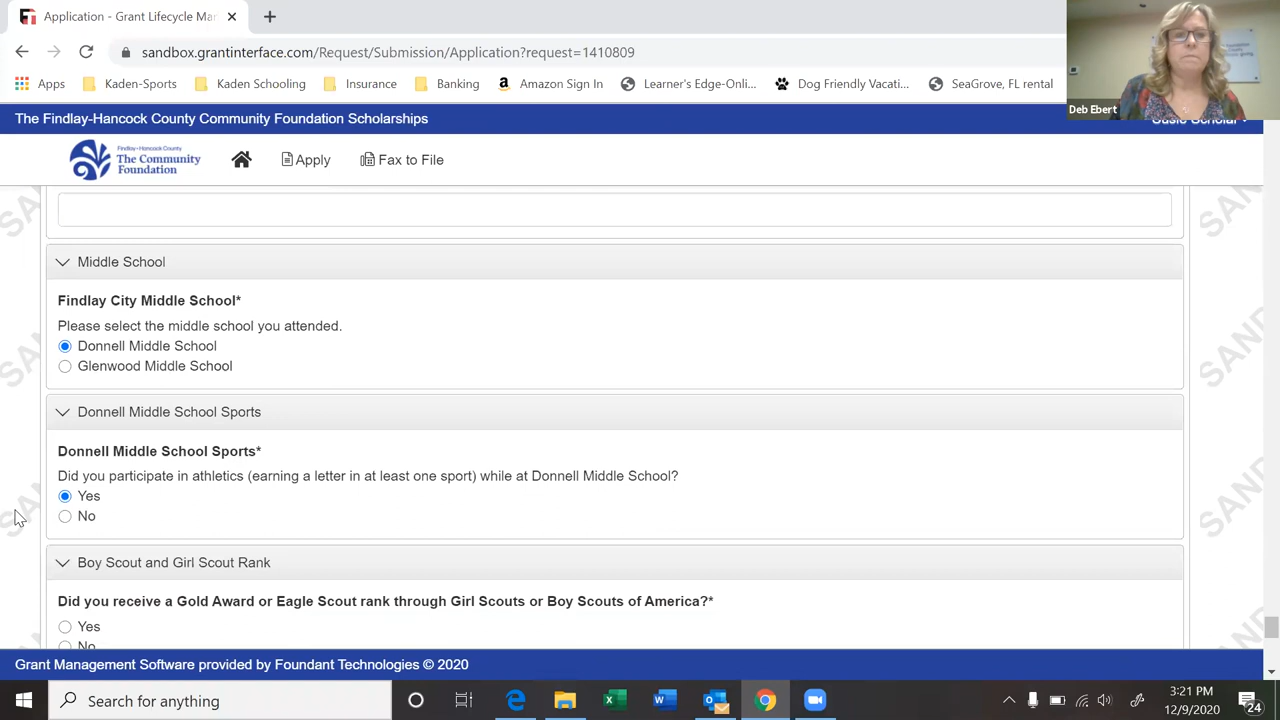 Application - Grant Lifecycle Mar
sandbox.grantinterface.com/Request/Submission/Application?request=1410809
Apps Kaden-Sports Kaden Schooling Insurance Banking Amazon Sign In Learner's Edge-Onli... Dog Friendly Vacati... SeaGrove, FL rental
Deb Ebert
The Findlay-Hancock County Community Foundation Scholarships
Susie Scholar
Findlay-Hancock County
The Community
Foundation
Apply
Fax to File
Middle School
Findlay City Middle School*
Please select the middle school you attended.
Donnell Middle School
Glenwood Middle School
Donnell Middle School Sports
Donnell Middle School Sports*
Did you participate in athletics (earning a letter in at least one sport) while at Donnell Middle School?
Yes
No
Boy Scout and Girl Scout Rank
Did you receive a Gold Award or Eagle Scout rank through Girl Scouts or Boy Scouts of America?*
Yes
No
Grant Management Software provided by Foundant Technologies © 2020
Search for anything
3:21 PM
12/9/2020
24